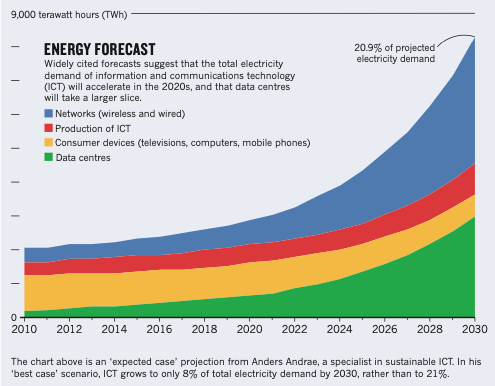 9,000 terawatt hours (TWh)
ENERGY FORECAST
Widely cited forecasts suggest that the total electricity
demand of information and communications technology
(ICT) will accelerate in the 2020s, and that data centres
will take a larger slice.
Networks (wireless and wired)
Production of ICT
Consumer devices (televisions, computers, mobile phones)
Data centres
20.9% of projected
electricity demand
0
2010 2012 2014 2016 2018 2020 2022 2024 2026 2028 2030
The chart above is an ‘expected case’ projection from Anders Andrae, a specialist in sustainable ICT. In his
‘best case’ scenario, ICT grows to only 8% of total electricity demand by 2030, rather than to 21%.